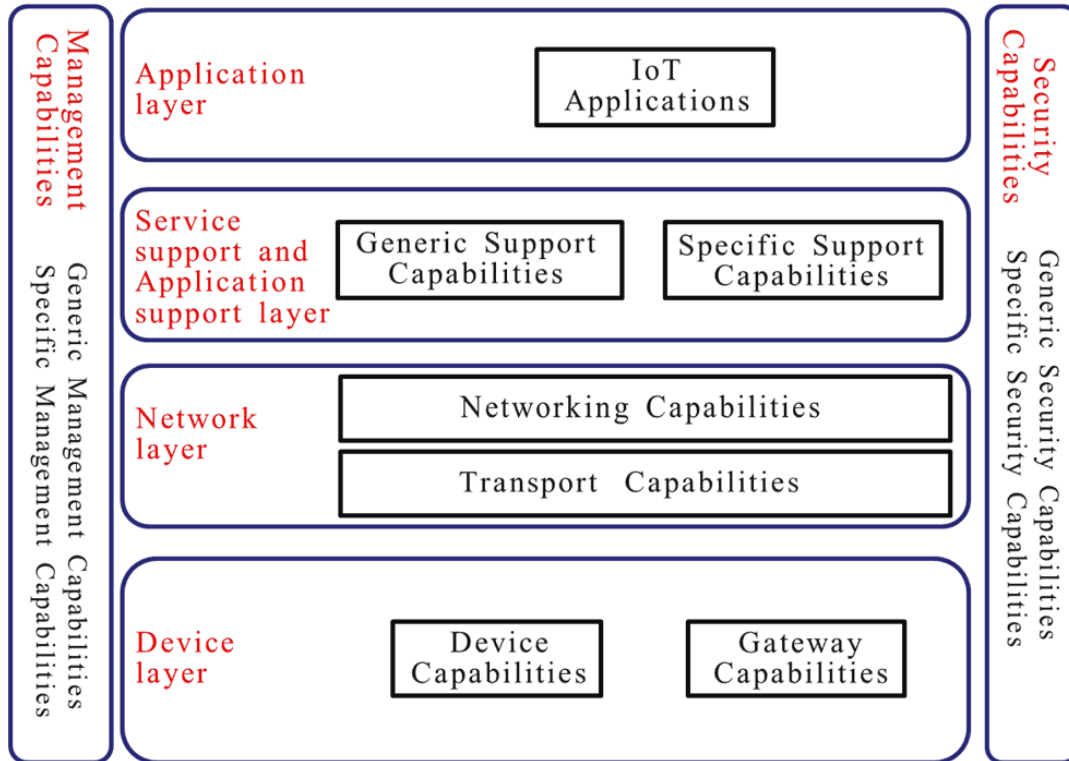 Management
Capabilities
Generic Management Capabilities
Specific Management Capabilities
Application
layer
IoT
Applications
Service
support and
Application
support layer
Generic Support
Capabilities
Specific Support
Capabilities
Network
layer
Networking Capabilities
Transport Capabilities
Device
layer
Device
Capabilities
Gateway
Capabilities
Security
Capabilities
Generic Security Capabilities
Specific Security Capabilities